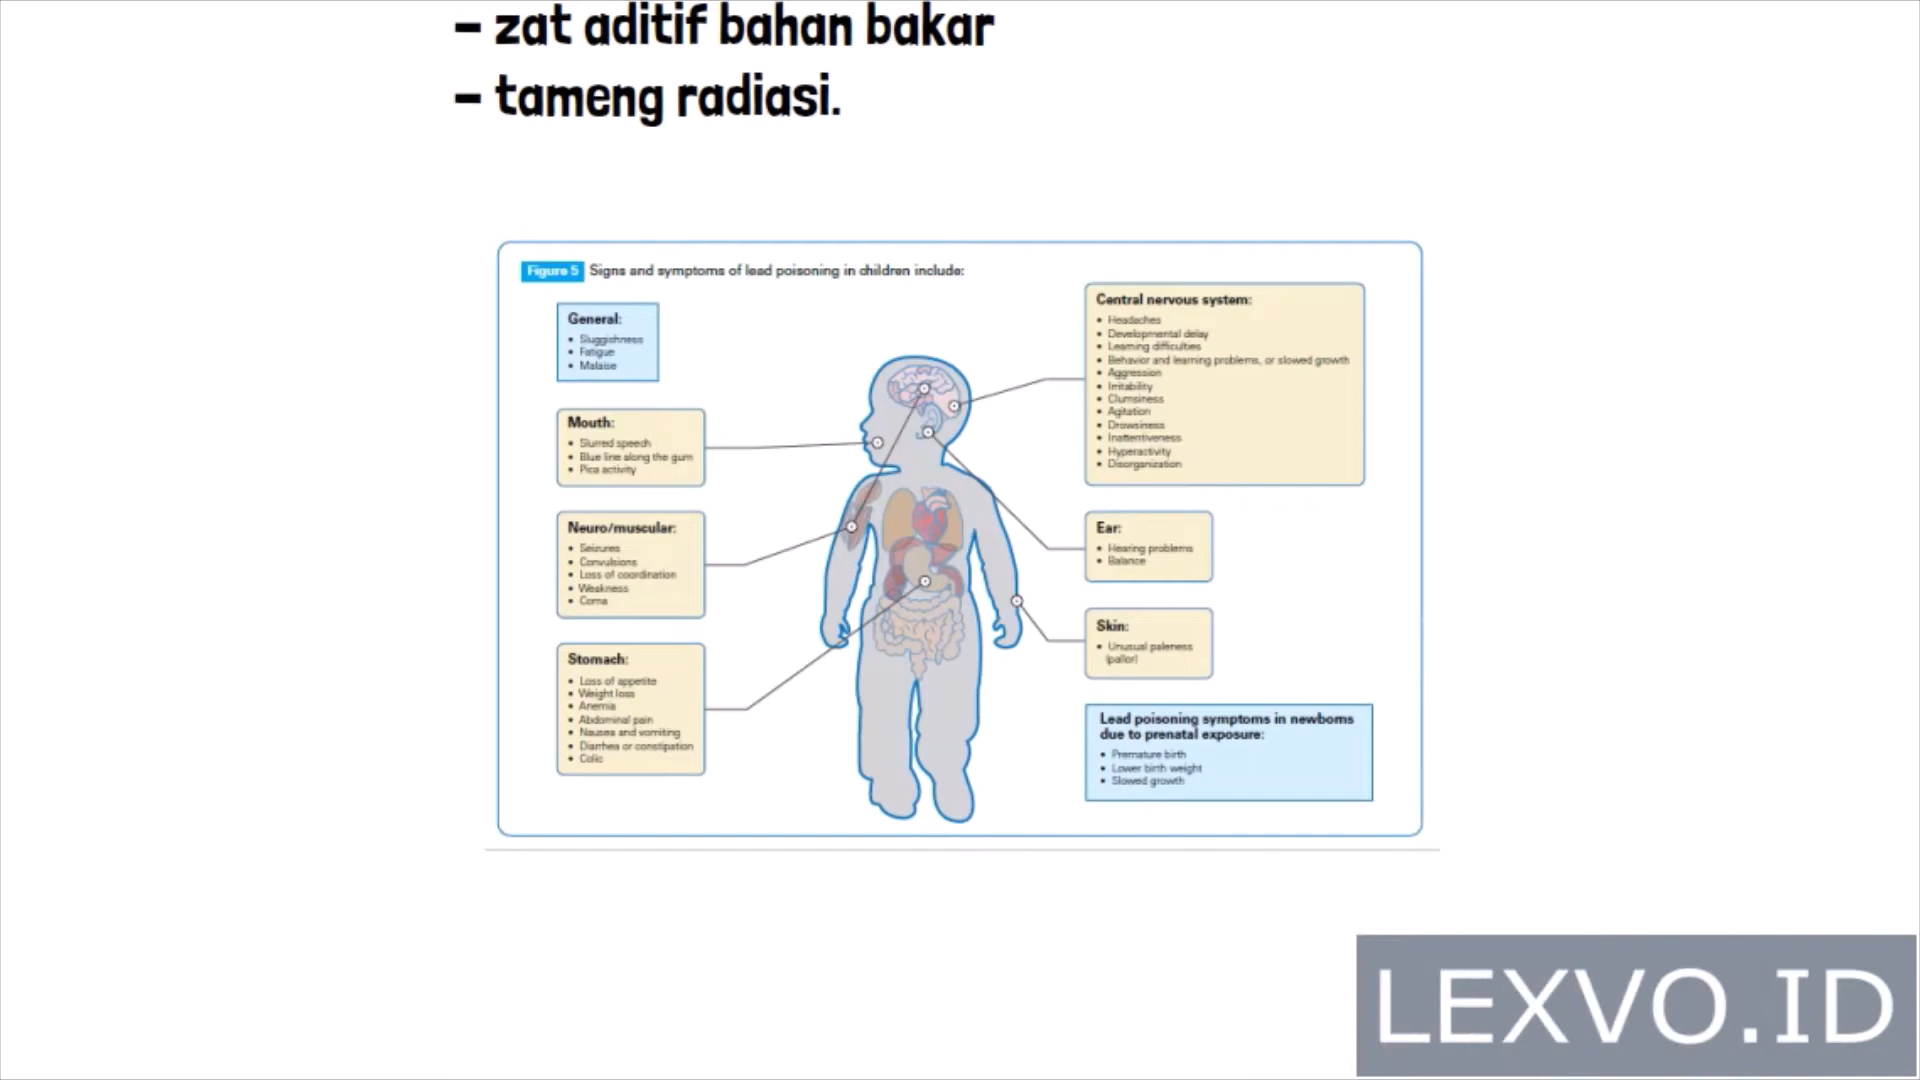 - zat aditif bahan bakar
- tameng radiasi.
Figure 5 Signs and symptoms of lead poisoning in children include:
General:
• Sluggishness
• Fatigue
• Malaise
Mouth:
• Slurred speech
• Blue line along the gum
• Pica activity
Neuro/muscular:
• Seizures
• Convulsions
• Loss of coordination
• Weakness
• Coma
Stomach:
• Loss of appetite
• Weight loss
• Anemia
• Abdominal pain
• Nausea and vomiting
• Diarrhea or constipation
• Colic
Central nervous system:
• Headaches
• Developmental delay
• Learning difficulties
• Behavior and learning problems, or slowed growth
• Aggression
• Irritability
• Clumsiness
• Agitation
• Drowsiness
• Inattentiveness
• Hyperactivity
• Disorganization
Ear:
• Hearing problems
• Balance
Skin:
• Unusual paleness
(pallor)
Lead poisoning symptoms in newborns
due to prenatal exposure:
• Premature birth
• Lower birth weight
• Slowed growth
LEXVO.ID